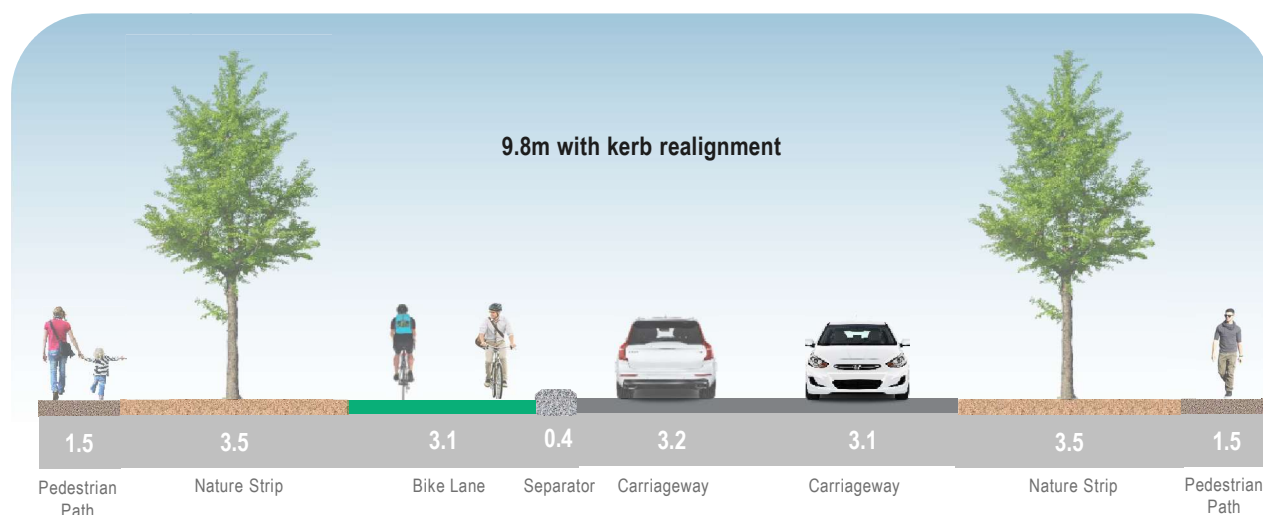 9.8m with kerb realignment
1.5 3.5 3.1 0.4 3.2 3.1 3.5 1.5
Pedestrian Path
Nature Strip
Bike Lane
Separator
Carriageway
Carriageway
Nature Strip
Pedestrian Path